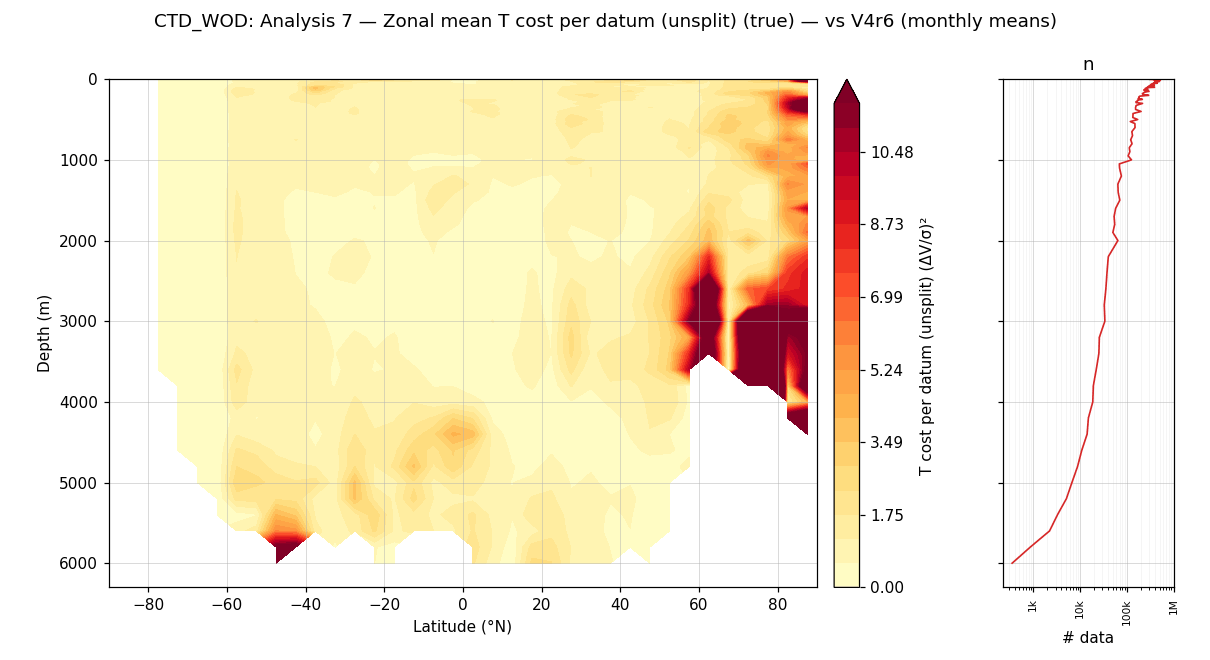 CTD_WOD: Analysis 7 — Zonal mean T cost per datum (unsplit) (true) — vs V4r6 (monthly means)
n
0
1000
2000
3000
4000
5000
6000
Depth (m)
−80
−60
−40
−20
0
20
40
60
80
Latitude (°N)
10.48
8.73
6.99
5.24
3.49
1.75
0.00
T cost per datum (unsplit) (ΔV/σ)²
1k
10k
100k
1M
# data